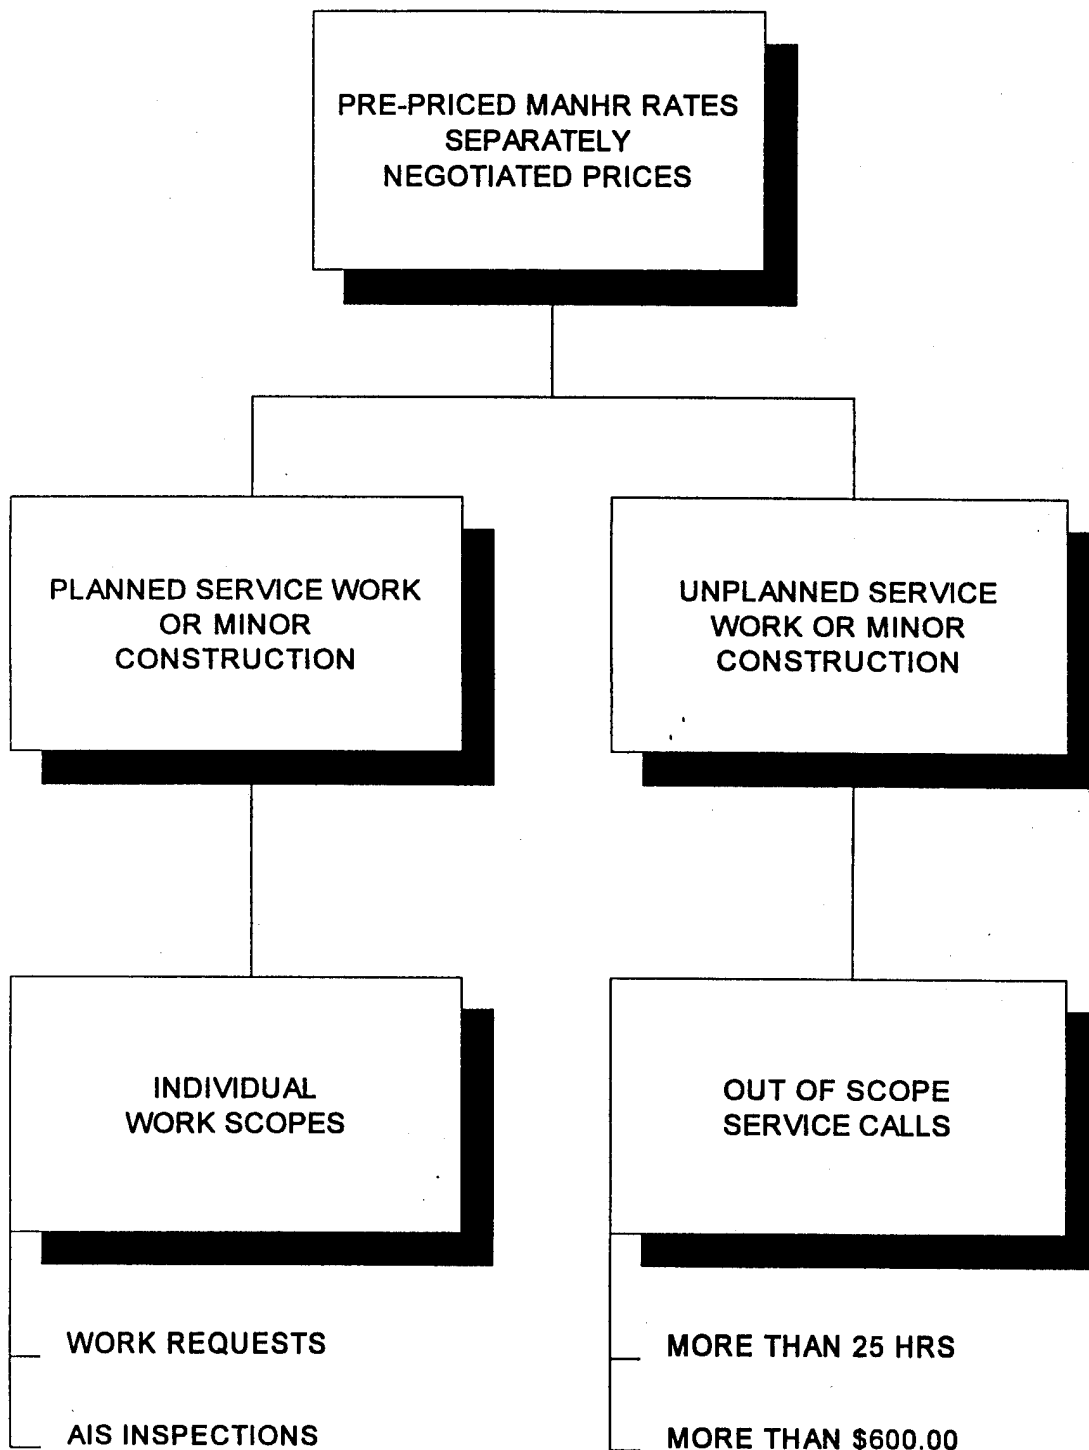 PRE-PRICED MANHR RATES
SEPARATELY
NEGOTIATED PRICES
PLANNED SERVICE WORK
OR MINOR
CONSTRUCTION
UNPLANNED SERVICE
WORK OR MINOR
CONSTRUCTION
INDIVIDUAL
WORK SCOPES
OUT OF SCOPE
SERVICE CALLS
WORK REQUESTS
AIS INSPECTIONS
MORE THAN 25 HRS
MORE THAN $600.00